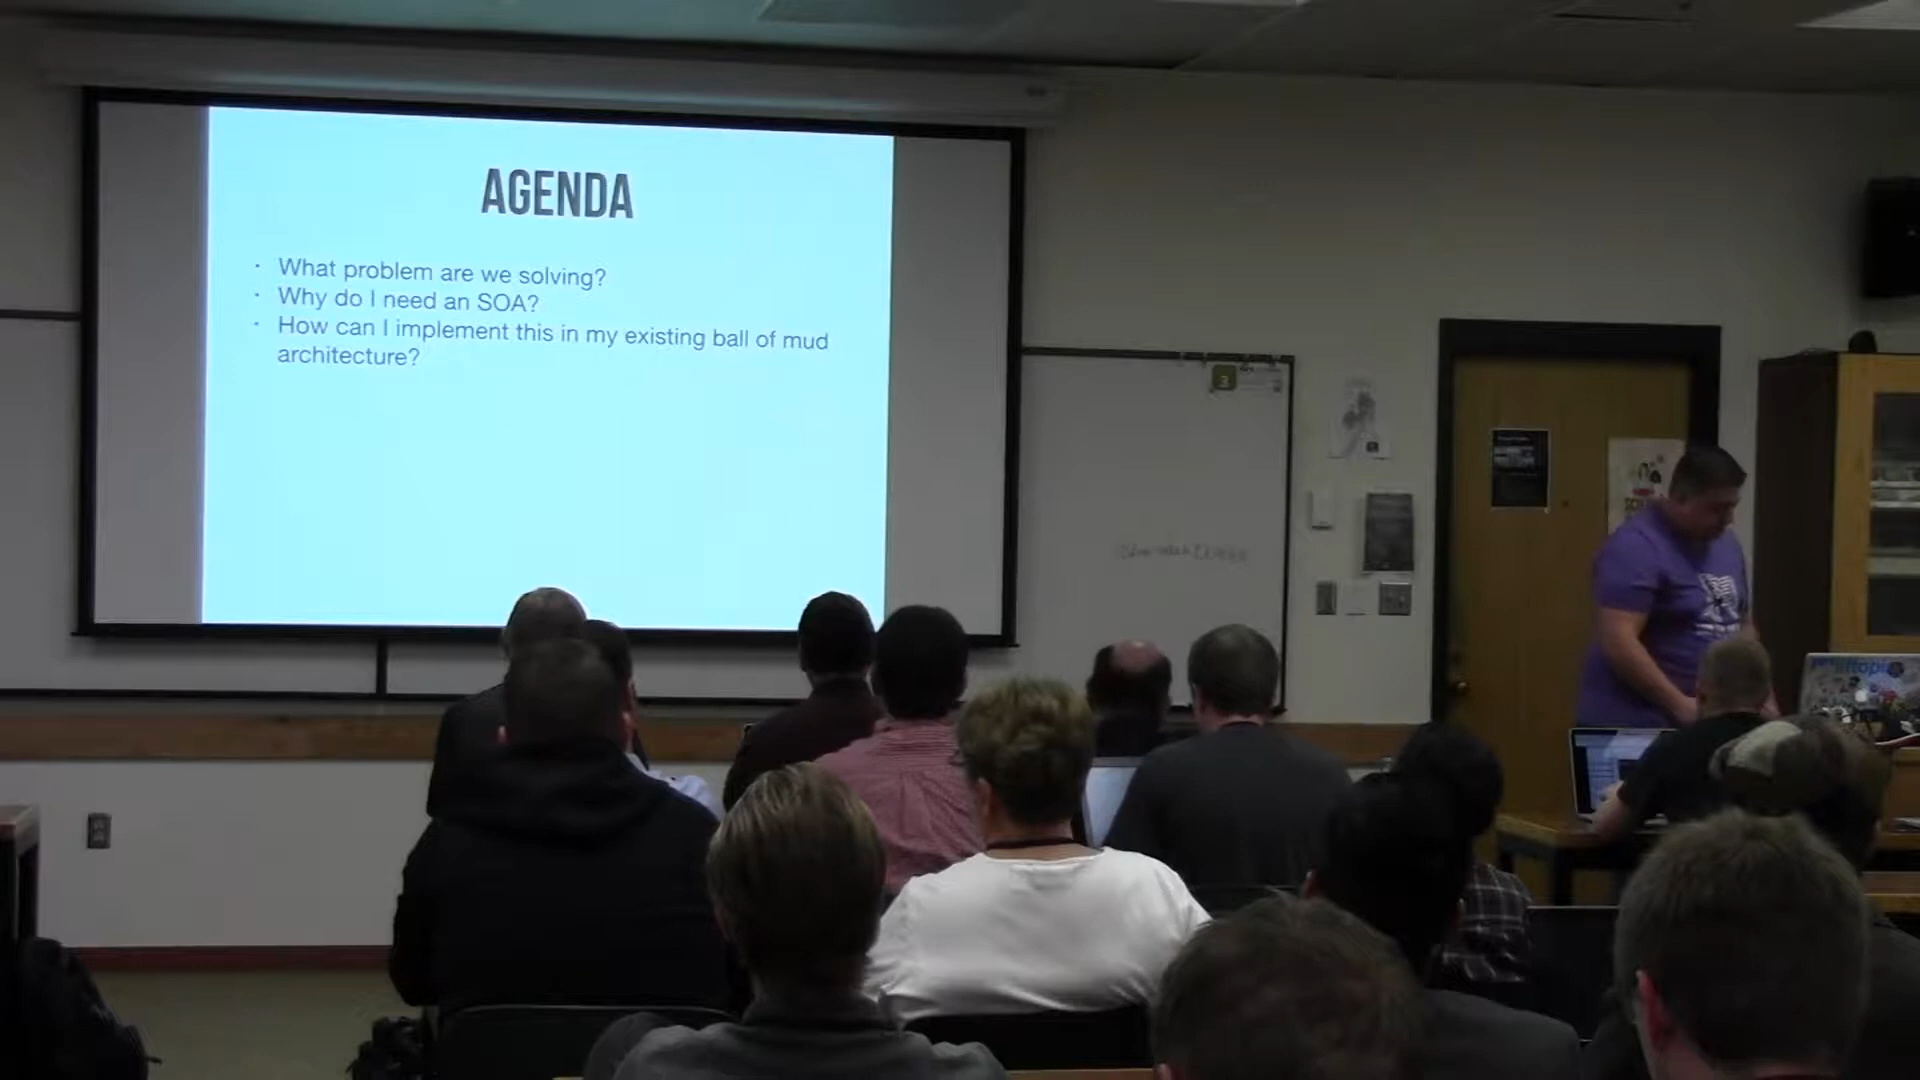 AGENDA
· What problem are we solving?
· Why do I need an SOA?
· How can I implement this in my existing ball of mud
architecture?
3